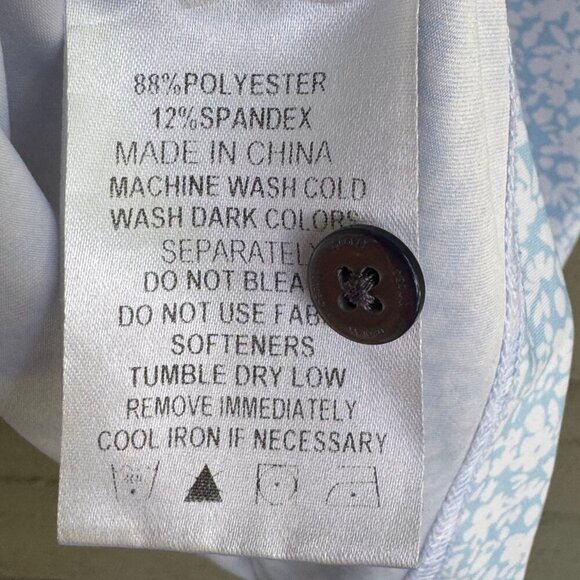 88%POLYESTER
12%SPANDEX
MADE IN CHINA
MACHINE WASH COLD
WASH DARK COLORS
SEPARATELY
DO NOT BLEA
DO NOT USE FAB
SOFTENERS
TUMBLE DRY LOW
REMOVE IMMEDIATELY
COOL IRON IF NECESSARY